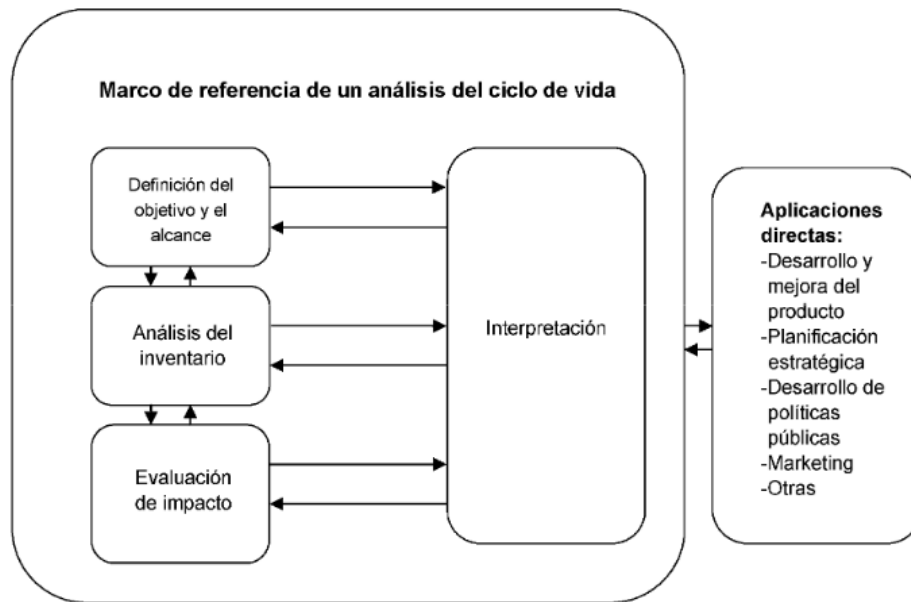 Marco de referencia de un análisis del ciclo de vida
Definición del
objetivo y el
alcance
Análisis del
inventario
Evaluación
de impacto
Interpretación
Aplicaciones
directas:
-Desarrollo y
mejora del
producto
-Planificación
estratégica
-Desarrollo de
políticas
públicas
-Marketing
-Otras